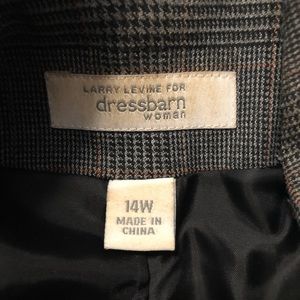 LARRY LEVINE FOR
dressbarn
woman
14W
MADE IN
CHINA